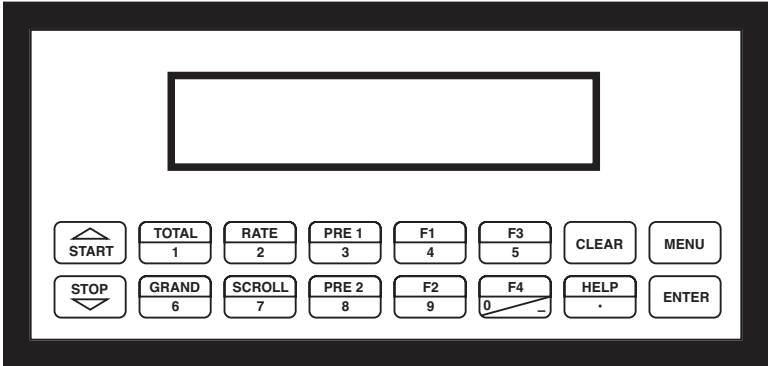 TOTAL RATE PRE 1 F1 F3
START 1 2 3 4 5 CLEAR MENU
STOP GRAND SCROLL PRE 2 F2 F4 HELP
6 7 8 9 0 – . ENTER